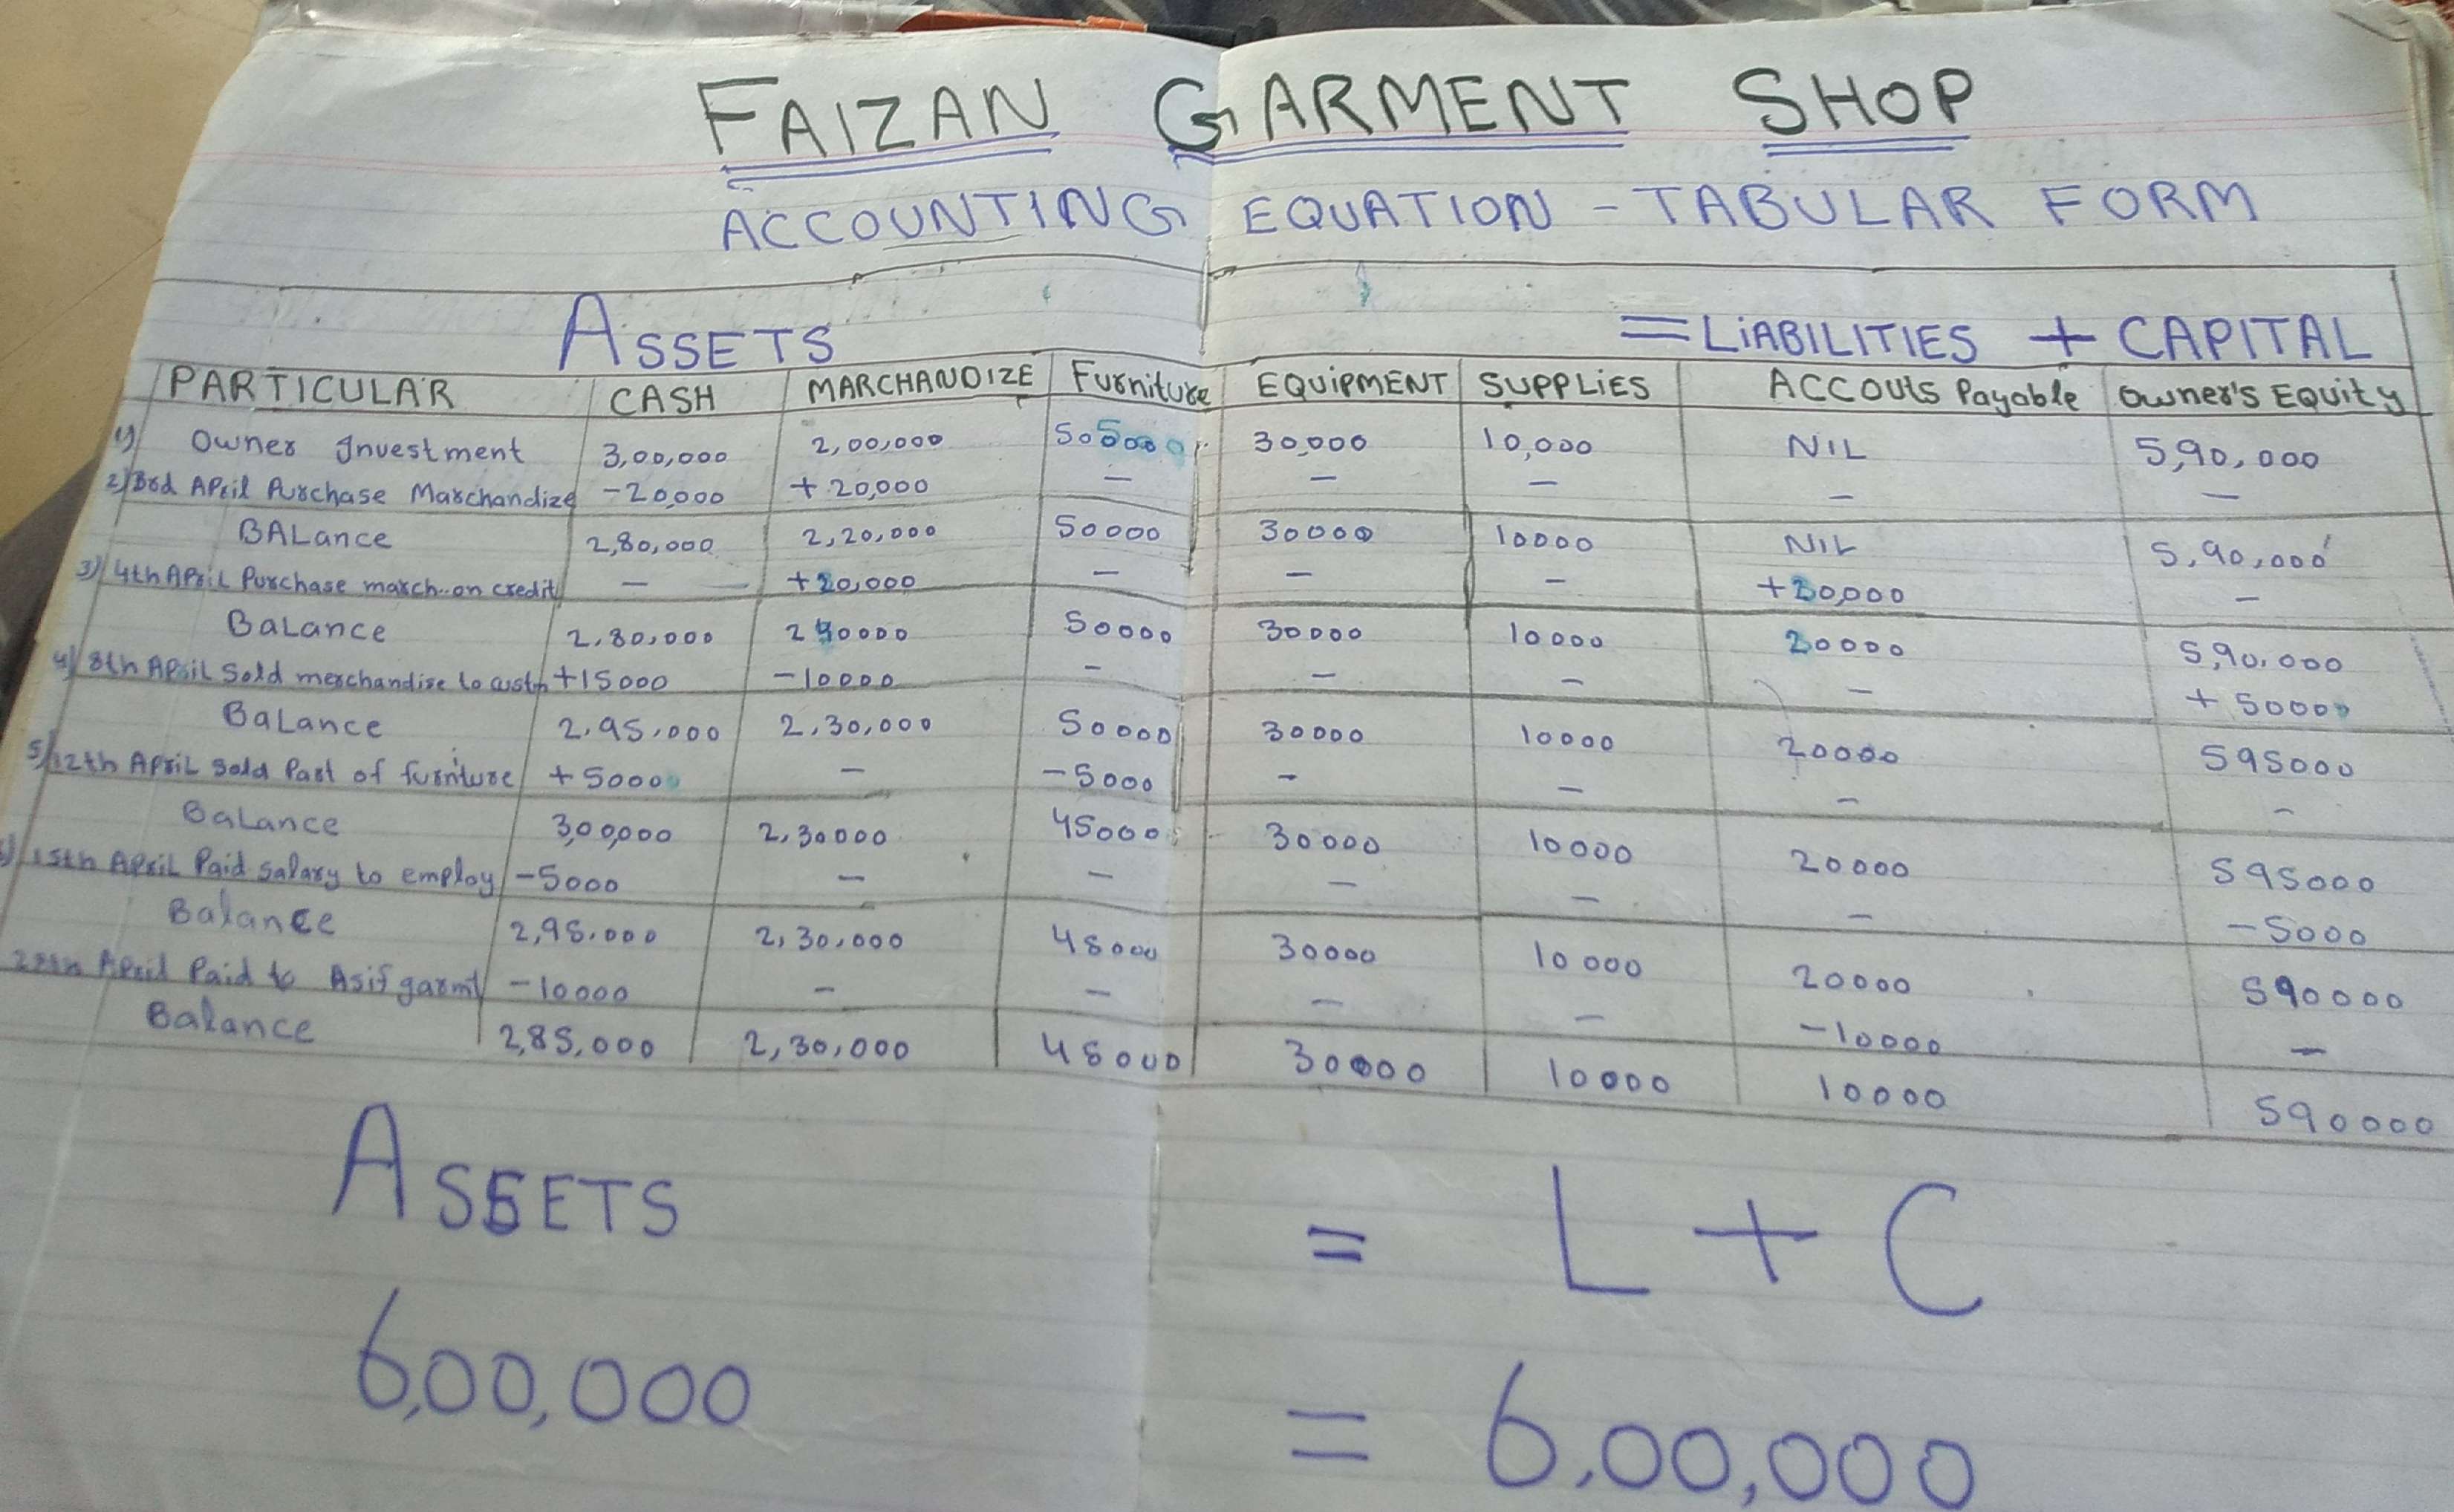 FAIZAN GARMENT SHOP
ACCOUNTING EQUATION - TABULAR FORM
ASSETS = LIABILITIES + CAPITAL
PARTICULAR CASH MARCHANDIZE Furniture EQUIPMENT SUPPLIES ACCOUts Payable Owner's EQuity
1) Owner Investment 3,00,000 2,00,000 30,000 10,000 NIL 5,90,000
2) 3rd APril Purchase Marchandize -20,000 + 20,000 — — — — —
BALance 2,80,000 2,20,000 50000 30000 10000 NIL 5,90,000
3) 4th APril Purchase march..on credit — +20,000 — — — +20,000 —
BaLance 2,80,000 240000 50000 30000 10000 20000 5,90,000
4) 8th APril Sold merchandise to custm +15000 -10000 — — — — + 5000
BaLance 2,95,000 2,30,000 50000 30000 10000 20000 595000
5) 12th APriL Sold Part of furniture + 5000 — -5000 — — — —
BaLance 3,00,000 2,30000 45000 30000 10000 20000 595000
15th APriL Paid Salary to employ -5000 — — — — — -5000
Balance 2,95,000 2,30,000 45000 30000 10 000 20000 590000
April Paid to Asif garmt -10000 — — — — -10000 —
Balance 2,85,000 2,30,000 45000 30000 10000 10000 590000
ASSETS = L + C
6,00,000 = 6,00,000